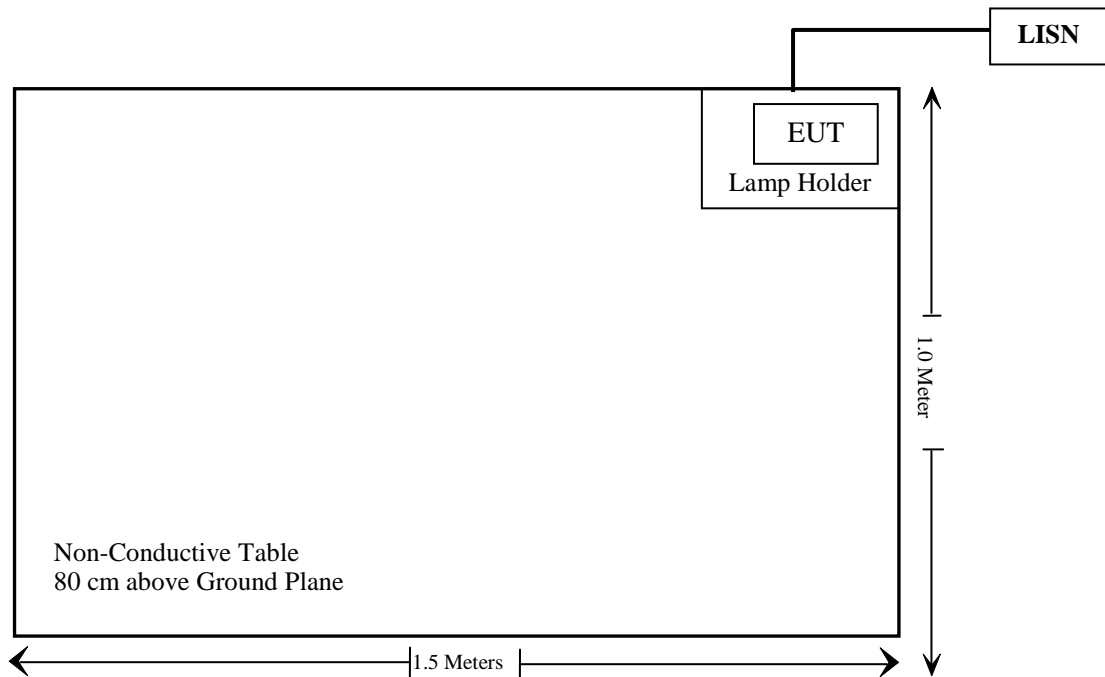 LISN
EUT
Lamp Holder
1.0 Meter
Non-Conductive Table
80 cm above Ground Plane
1.5 Meters